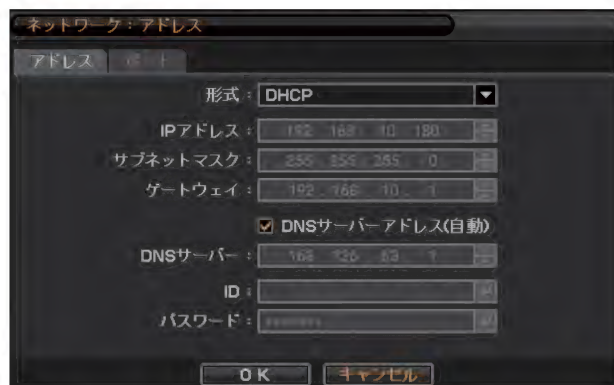 ネットワーク:アドレス
アドレス ポート
形式: DHCP
IPアドレス: 192 . 168 . 10 . 180
サブネットマスク: 255 . 255 . 255 . 0
ゲートウェイ: 192 . 168 . 10 . 1
DNSサーバーアドレス(自動)
DNSサーバー:
ID:
パスワード:
OK キャンセル